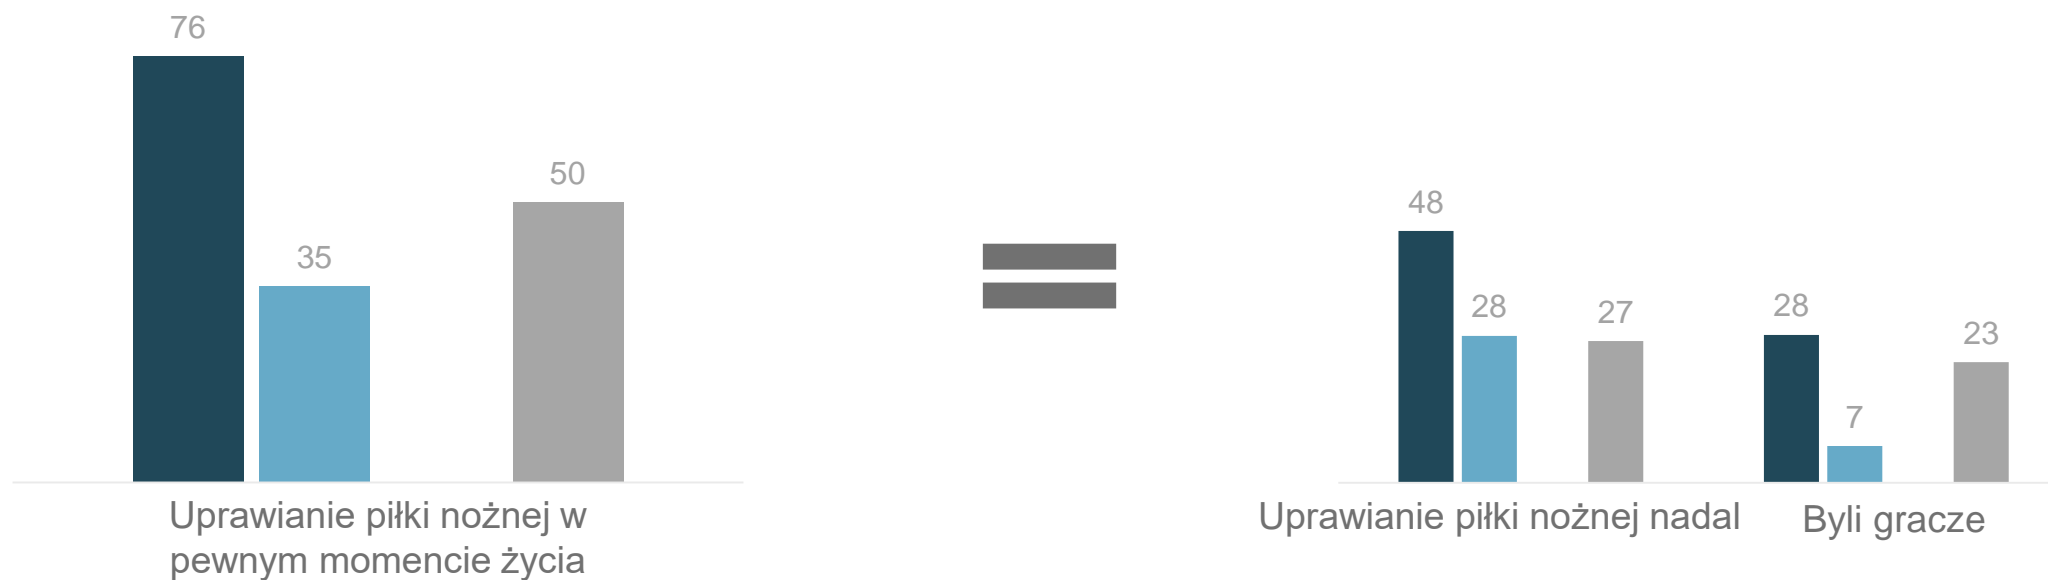 76
35
50
Uprawianie piłki nożnej w
pewnym momencie życia
48
28
27
28
7
23
Uprawianie piłki nożnej nadal
Byli gracze